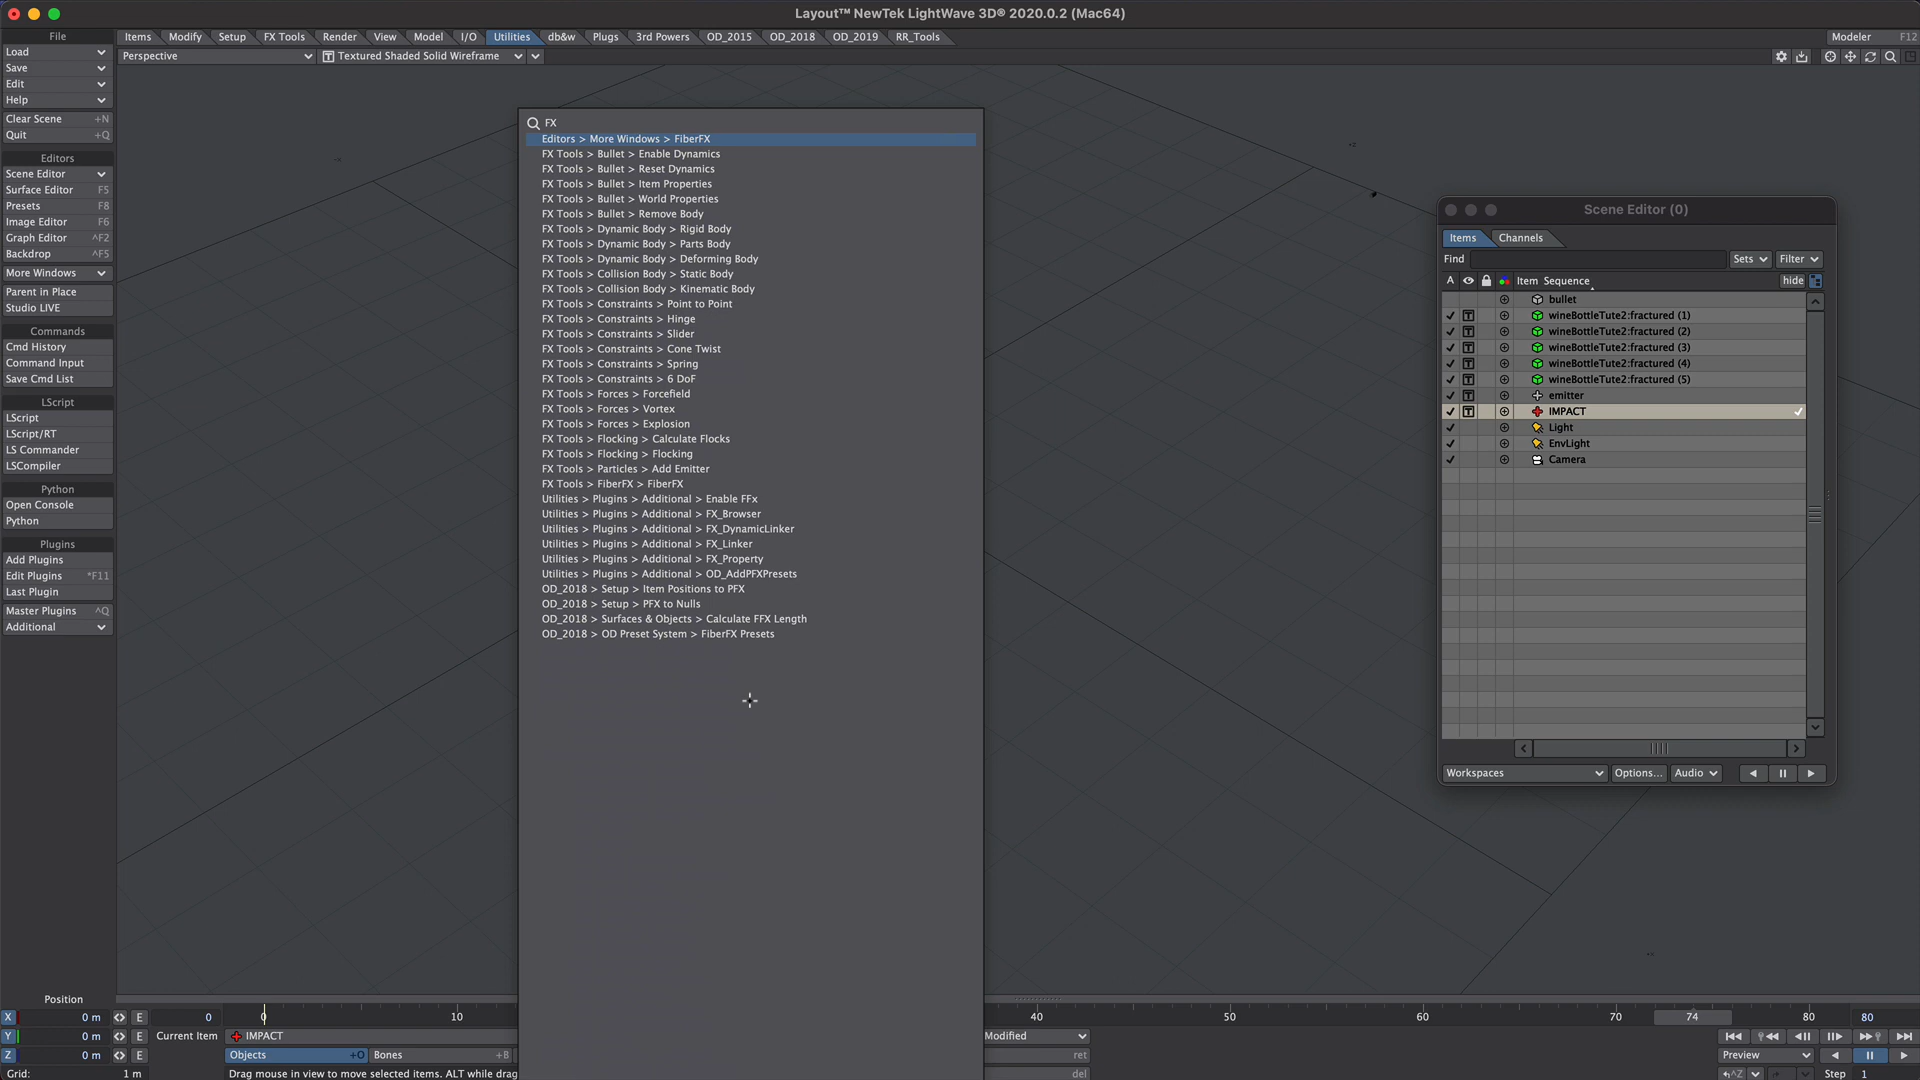 Layout™ NewTek LightWave 3D® 2020.0.2 (Mac64)
File
Items
Modify
Setup
FX Tools
Render
View
Model
I/O
Utilities
db&w
Plugs
3rd Powers
OD_2015
OD_2018
OD_2019
RR_Tools
Modeler F12
Load
Save
Edit
Help
Clear Scene +N
Quit +Q
Editors
Scene Editor
Surface Editor F5
Presets F8
Image Editor F6
Graph Editor ^F2
Backdrop ^F5
More Windows
Parent in Place
Studio LIVE
Commands
Cmd History
Command Input
Save Cmd List
LScript
LScript
LScript/RT
LS Commander
LSCompiler
Python
Open Console
Python
Plugins
Add Plugins
Edit Plugins *F11
Last Plugin
Master Plugins ^Q
Additional
Perspective
T Textured Shaded Solid Wireframe
FX
Editors > More Windows > FiberFX
FX Tools > Bullet > Enable Dynamics
FX Tools > Bullet > Reset Dynamics
FX Tools > Bullet > Item Properties
FX Tools > Bullet > World Properties
FX Tools > Bullet > Remove Body
FX Tools > Dynamic Body > Rigid Body
FX Tools > Dynamic Body > Parts Body
FX Tools > Dynamic Body > Deforming Body
FX Tools > Collision Body > Static Body
FX Tools > Collision Body > Kinematic Body
FX Tools > Constraints > Point to Point
FX Tools > Constraints > Hinge
FX Tools > Constraints > Slider
FX Tools > Constraints > Cone Twist
FX Tools > Constraints > Spring
FX Tools > Constraints > 6 DoF
FX Tools > Forces > Forcefield
FX Tools > Forces > Vortex
FX Tools > Forces > Explosion
FX Tools > Flocking > Calculate Flocks
FX Tools > Flocking > Flocking
FX Tools > Particles > Add Emitter
FX Tools > FiberFX > FiberFX
Utilities > Plugins > Additional > Enable FFx
Utilities > Plugins > Additional > FX_Browser
Utilities > Plugins > Additional > FX_DynamicLinker
Utilities > Plugins > Additional > FX_Linker
Utilities > Plugins > Additional > FX_Property
Utilities > Plugins > Additional > OD_AddPFXPresets
OD_2018 > Setup > Item Positions to PFX
OD_2018 > Setup > PFX to Nulls
OD_2018 > Surfaces & Objects > Calculate FFX Length
OD_2018 > OD Preset System > FiberFX Presets
Scene Editor (0)
Items
Channels
Find
Sets
Filter
A
Item
Sequence
hide
bullet
T wineBottleTute2:fractured (1)
T wineBottleTute2:fractured (2)
T wineBottleTute2:fractured (3)
T wineBottleTute2:fractured (4)
T wineBottleTute2:fractured (5)
T emitter
T IMPACT
Light
EnvLight
Camera
Workspaces
Options...
Audio
Position
X 0 m E
Y 0 m E
Z 0 m E
Grid: 1 m
0 0 10 40 50 60 70 74 80 80
Current Item IMPACT
Objects +O
Bones +B
Drag mouse in view to move selected items. ALT while drag
Modified
ret
del
Preview
^Z
Step 1